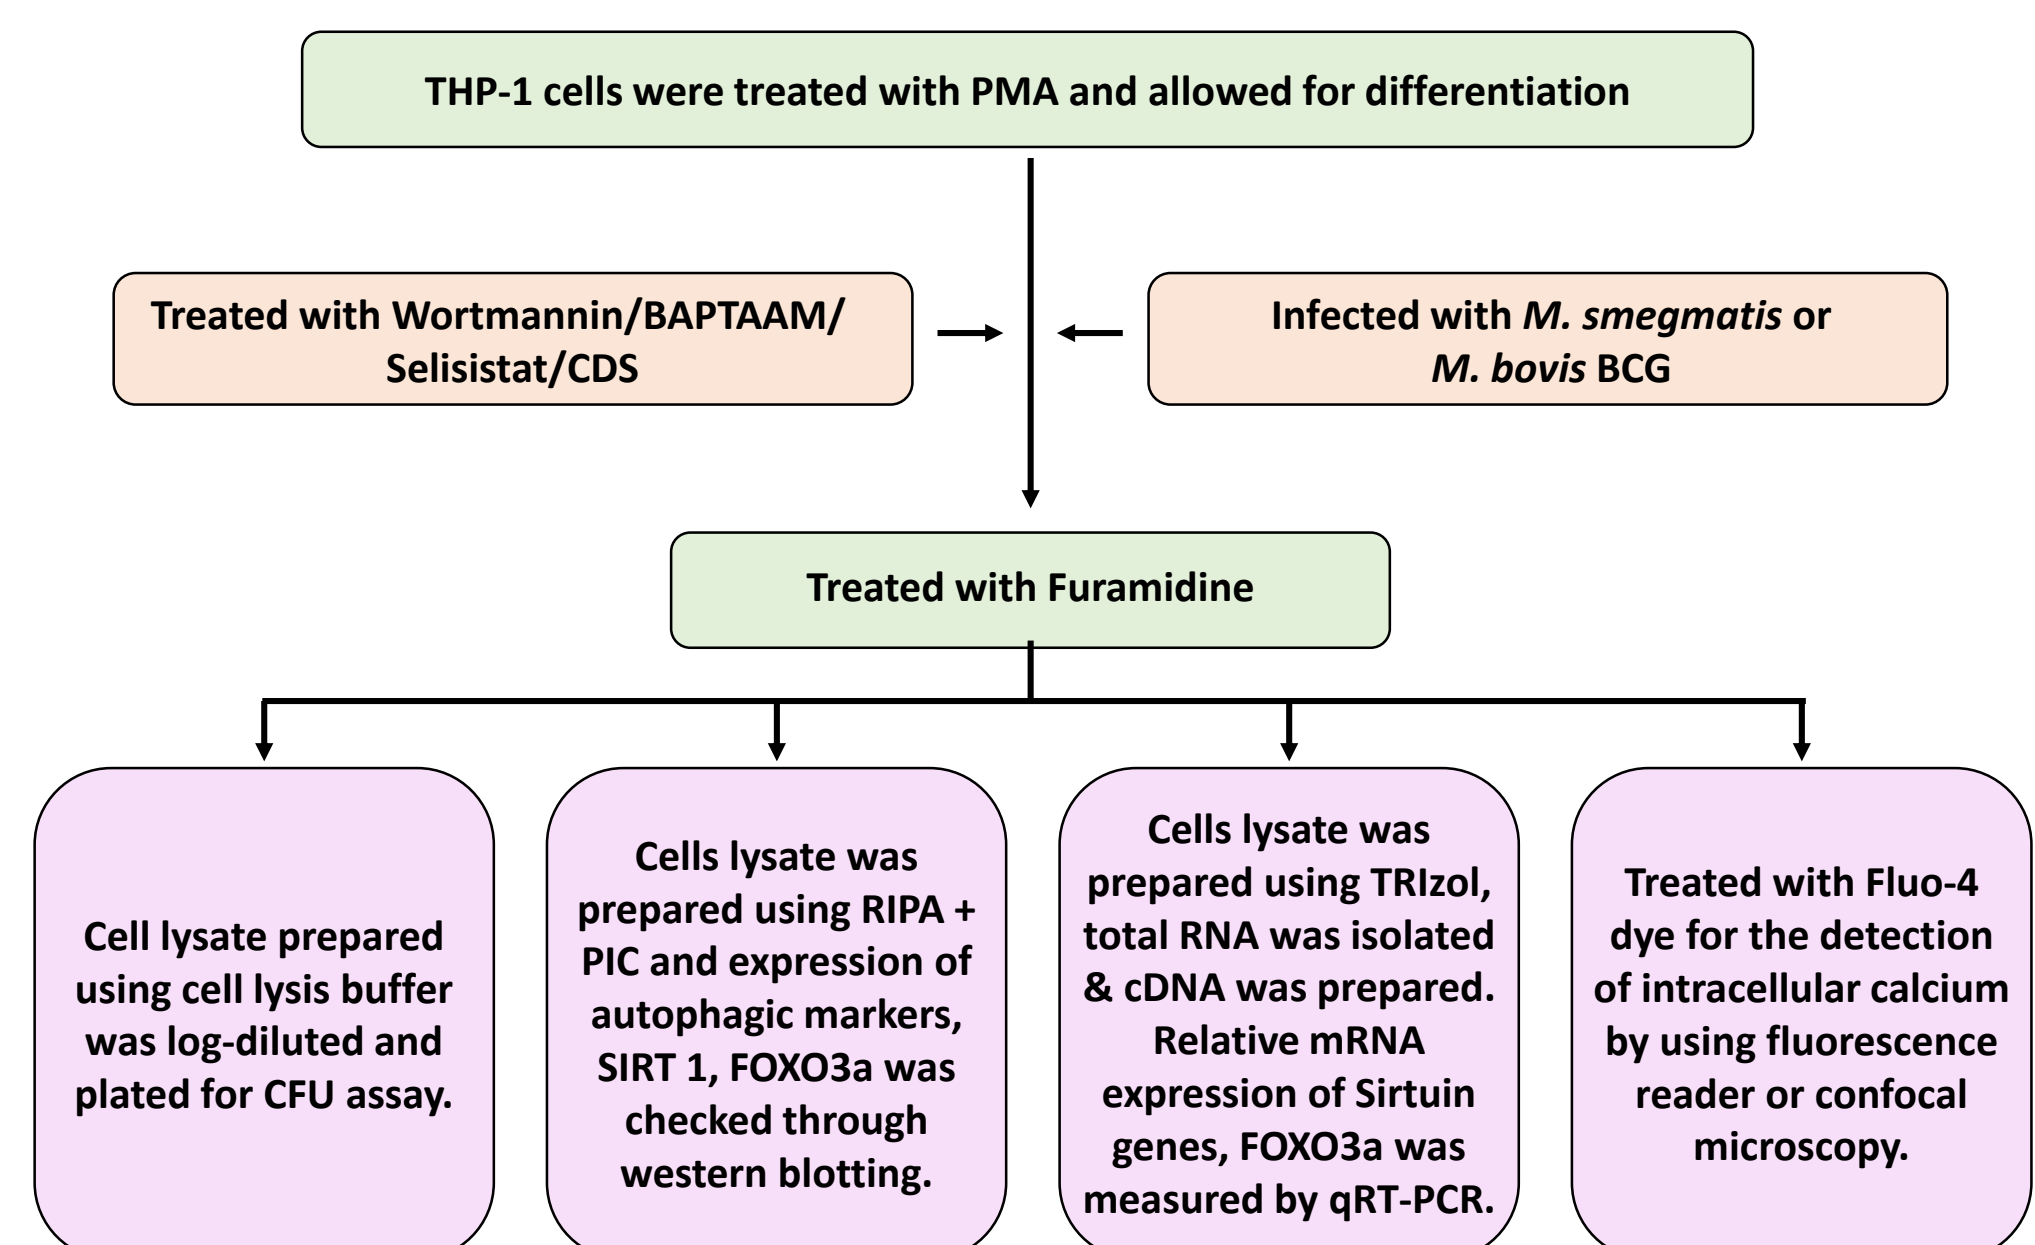 THP-1 cells were treated with PMA and allowed for differentiation
Treated with Wortmannin/BAPTAAM/
Selisistat/CDS
Infected with M. smegmatis or
M. bovis BCG
Treated with Furamidine
Cell lysate prepared
using cell lysis buffer
was log-diluted and
plated for CFU assay.
Cells lysate was
prepared using RIPA +
PIC and expression of
autophagic markers,
SIRT 1, FOXO3a was
checked through
western blotting.
Cells lysate was
prepared using TRIzol,
total RNA was isolated
& cDNA was prepared.
Relative mRNA
expression of Sirtuin
genes, FOXO3a was
measured by qRT-PCR.
Treated with Fluo-4
dye for the detection
of intracellular calcium
by using fluorescence
reader or confocal
microscopy.